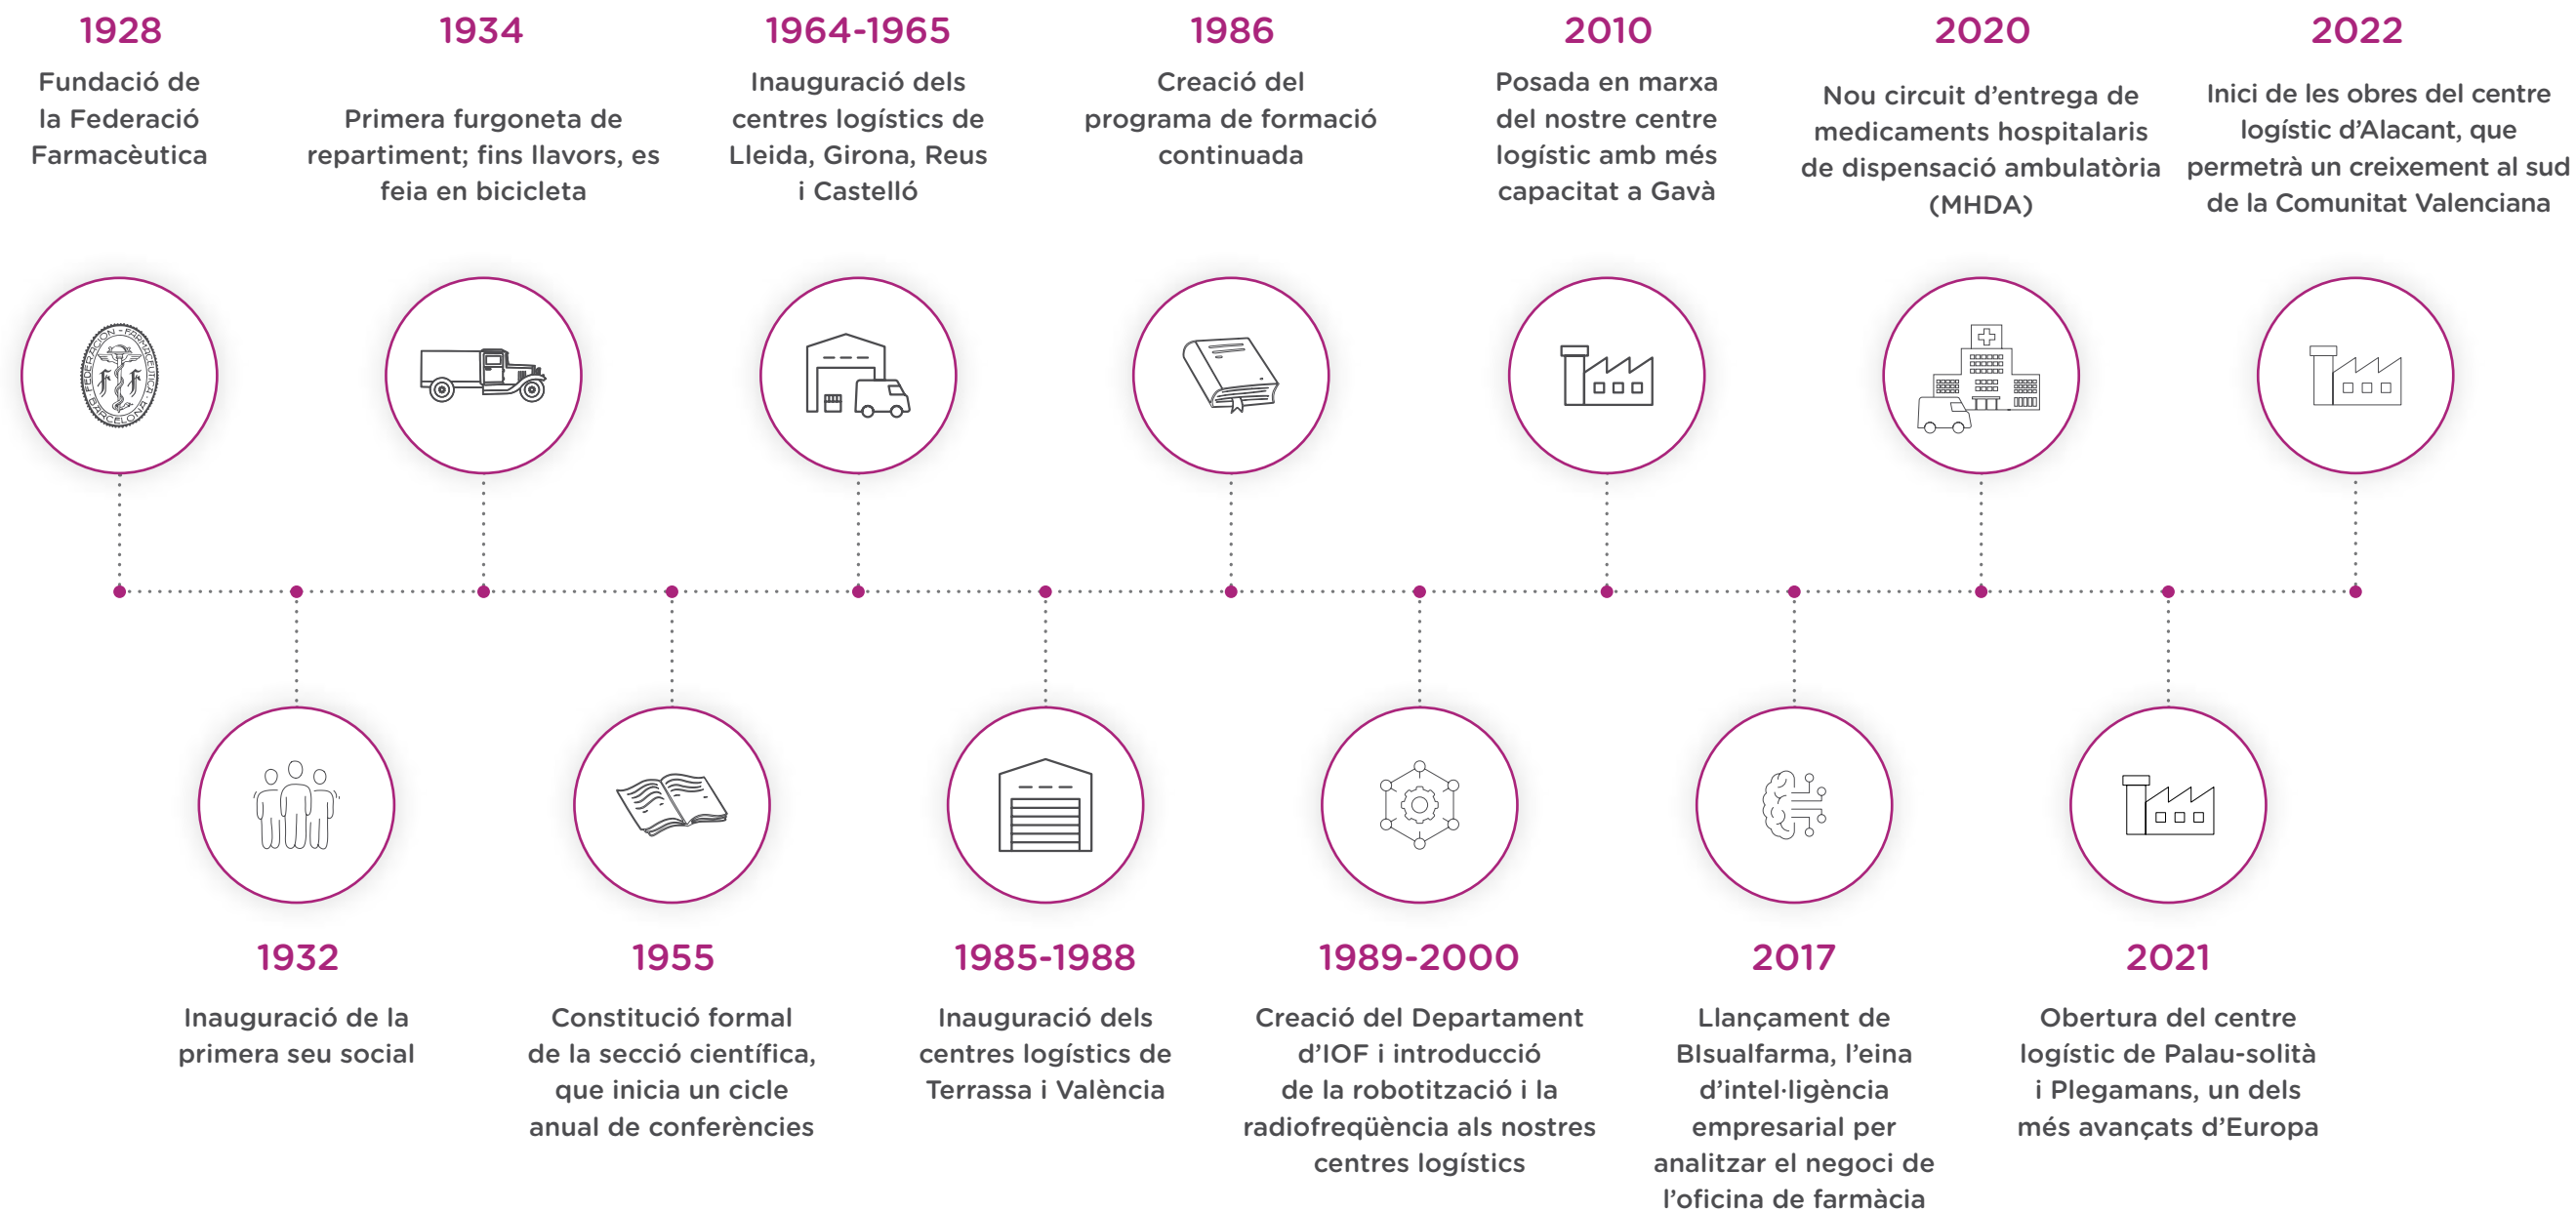 1928
Fundació de
la Federació
Farmacèutica
1934
Primera furgoneta de
repartiment; fins llavors, es
feia en bicicleta
1964-1965
Inauguració dels
centres logístics de
Lleida, Girona, Reus
i Castelló
1986
Creació del
programa de formació
continuada
2010
Posada en marxa
del nostre centre
logístic amb més
capacitat a Gavà
2020
Nou circuit d’entrega de
medicaments hospitalaris
de dispensació ambulatòria
(MHDA)
2022
Inici de les obres del centre
logístic d’Alacant, que
permetrà un creixement al sud
de la Comunitat Valenciana
FEDERACION - FARMACEUTICA
F F
BARCELONA
1932
Inauguració de la
primera seu social
1955
Constitució formal
de la secció científica,
que inicia un cicle
anual de conferències
1985-1988
Inauguració dels
centres logístics de
Terrassa i València
1989-2000
Creació del Departament
d’IOF i introducció
de la robotització i la
radiofreqüència als nostres
centres logístics
2017
Llançament de
BIsualfarma, l’eina
d’intel·ligència
empresarial per
analitzar el negoci de
l’oficina de farmàcia
2021
Obertura del centre
logístic de Palau-solità
i Plegamans, un dels
més avançats d’Europa